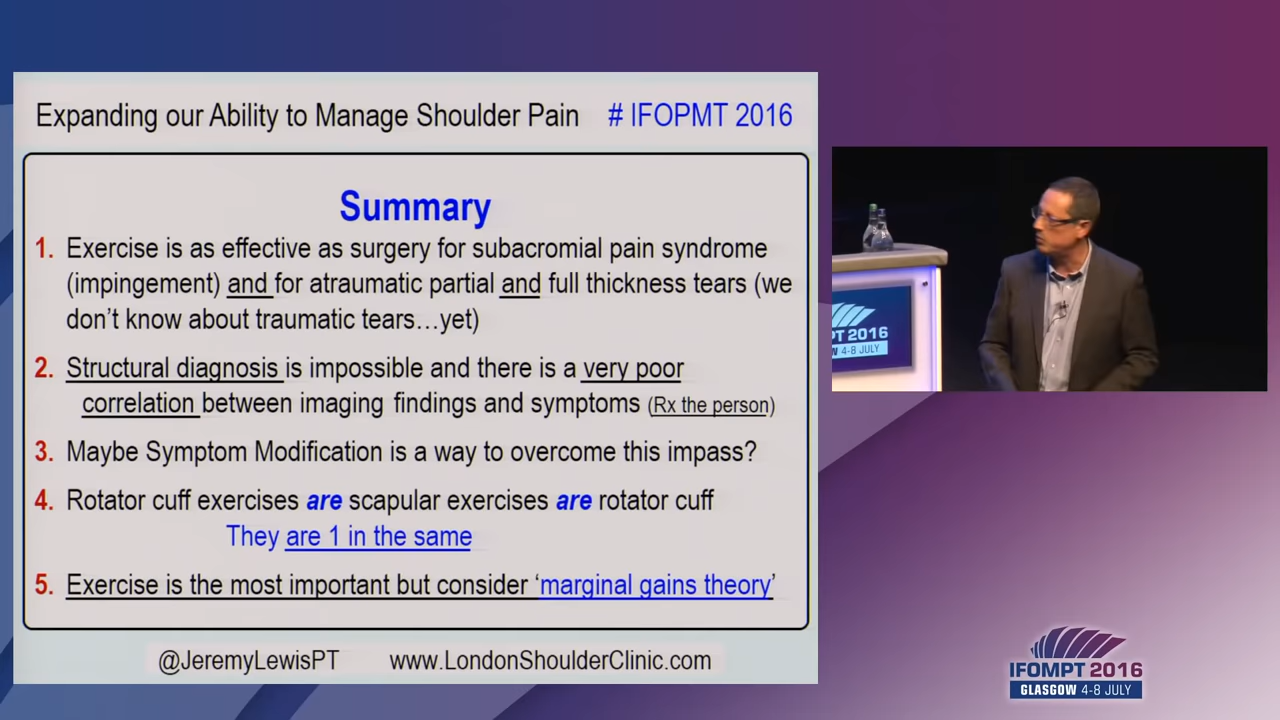 Expanding our Ability to Manage Shoulder Pain # IFOPMT 2016
Summary
1. Exercise is as effective as surgery for subacromial pain syndrome
(impingement) and for atraumatic partial and full thickness tears (we
don't know about traumatic tears…yet)
2. Structural diagnosis is impossible and there is a very poor
correlation between imaging findings and symptoms (Rx the person)
3. Maybe Symptom Modification is a way to overcome this impass?
4. Rotator cuff exercises are scapular exercises are rotator cuff
They are 1 in the same
5. Exercise is the most important but consider 'marginal gains theory'
@JeremyLewisPT www.LondonShoulderClinic.com
PT 2016
W 4-8 JULY
IFOMPT 2016
GLASGOW 4-8 JULY